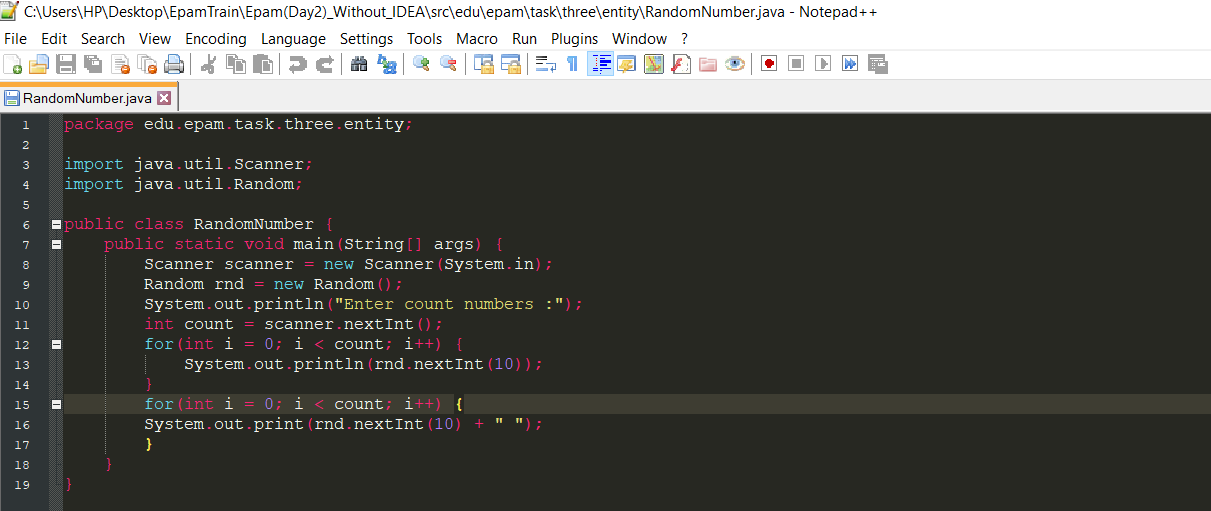 C:\Users\HP\Desktop\EpamTrain\Epam(Day2)_Without_IDEA\src\edu\epam\task\three\entity\RandomNumber.java - Notepad++
File Edit Search View Encoding Language Settings Tools Macro Run Plugins Window ?
RandomNumber.java
1 package edu.epam.task.three.entity;
2
3 import java.util.Scanner;
4 import java.util.Random;
5
6 public class RandomNumber {
7     public static void main(String[] args) {
8         Scanner scanner = new Scanner(System.in);
9         Random rnd = new Random();
10         System.out.println("Enter count numbers :");
11         int count = scanner.nextInt();
12         for(int i = 0; i < count; i++) {
13             System.out.println(rnd.nextInt(10));
14         }
15         for(int i = 0; i < count; i++) {
16         System.out.print(rnd.nextInt(10) + " ");
17         }
18     }
19 }